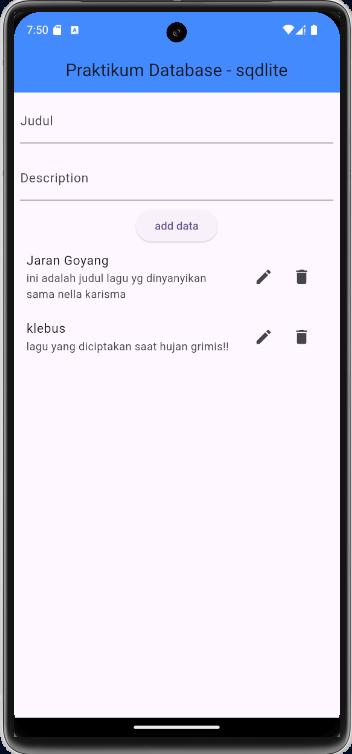 7:50
Praktikum Database - sqdlite
Judul
Description
add data
Jaran Goyang
ini adalah judul lagu yg dinyanyikan
sama nella karisma
klebus
lagu yang diciptakan saat hujan grimis!!